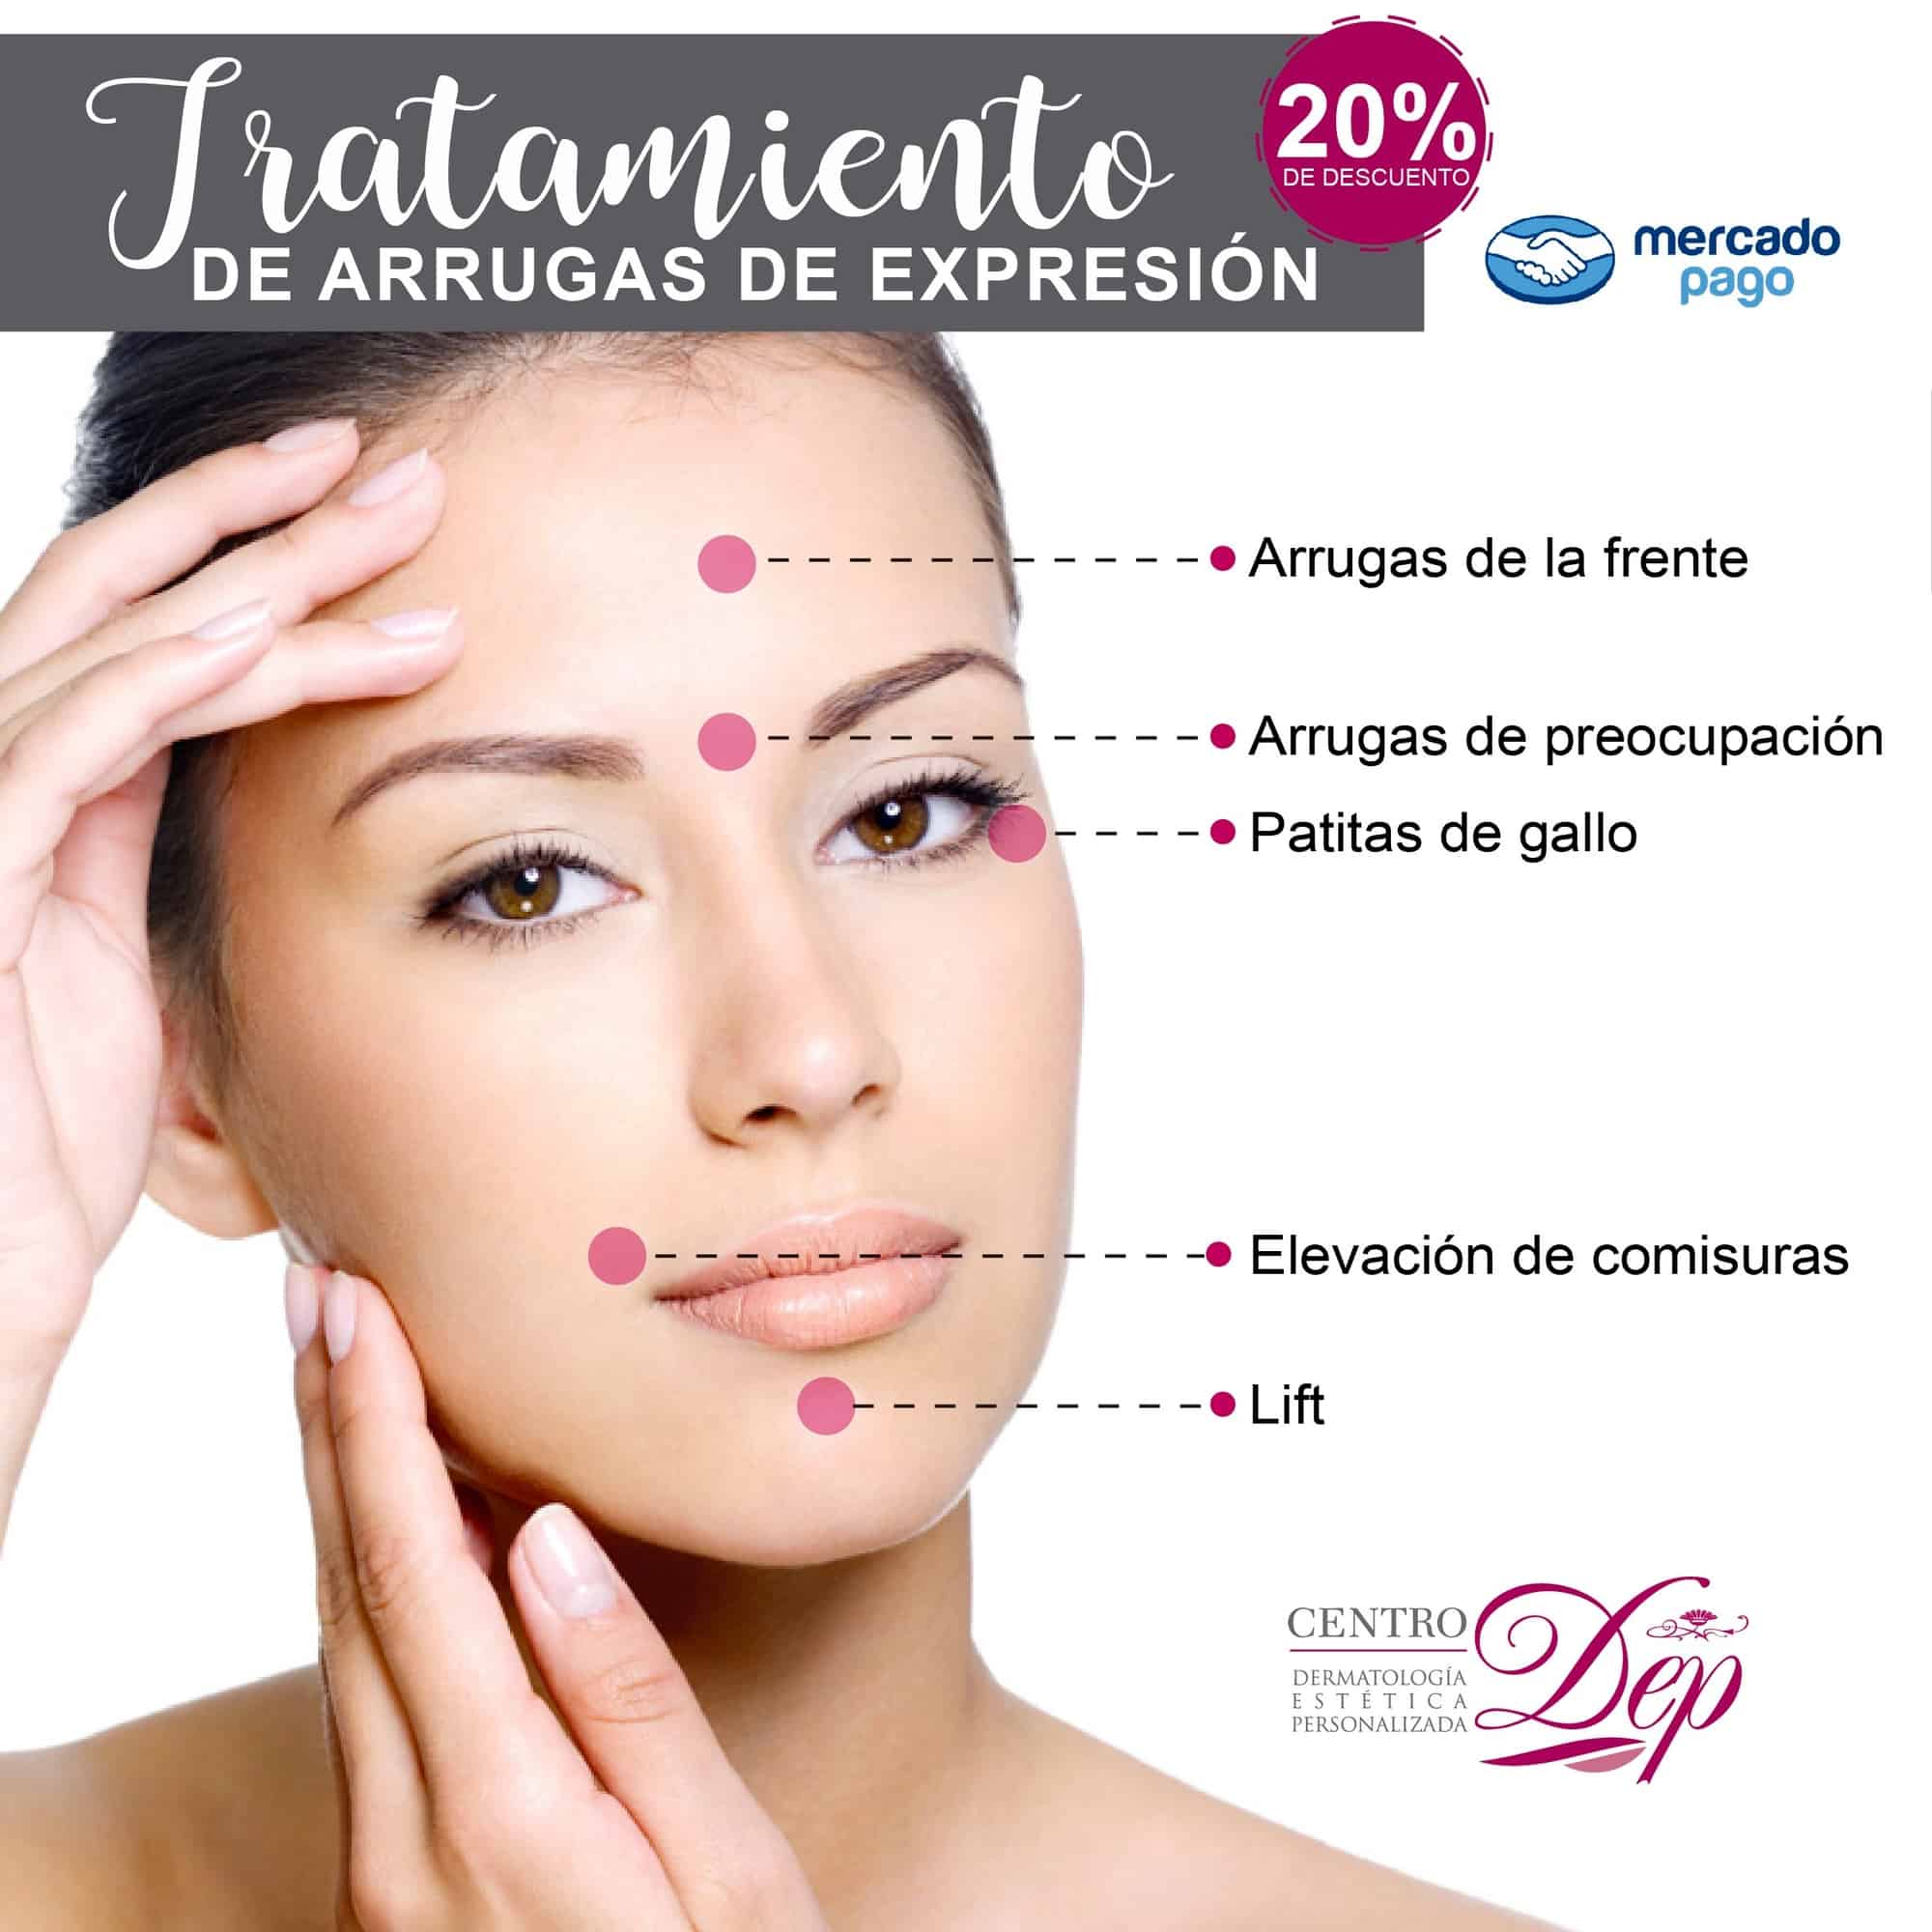 Tratamiento
DE ARRUGAS DE EXPRESIÓN
20%
DE DESCUENTO
mercado
pago
Arrugas de la frente
Arrugas de preocupación
Patitas de gallo
Elevación de comisuras
Lift
CENTRO
Dep
DERMATOLOGÍA
ESTÉTICA
PERSONALIZADA